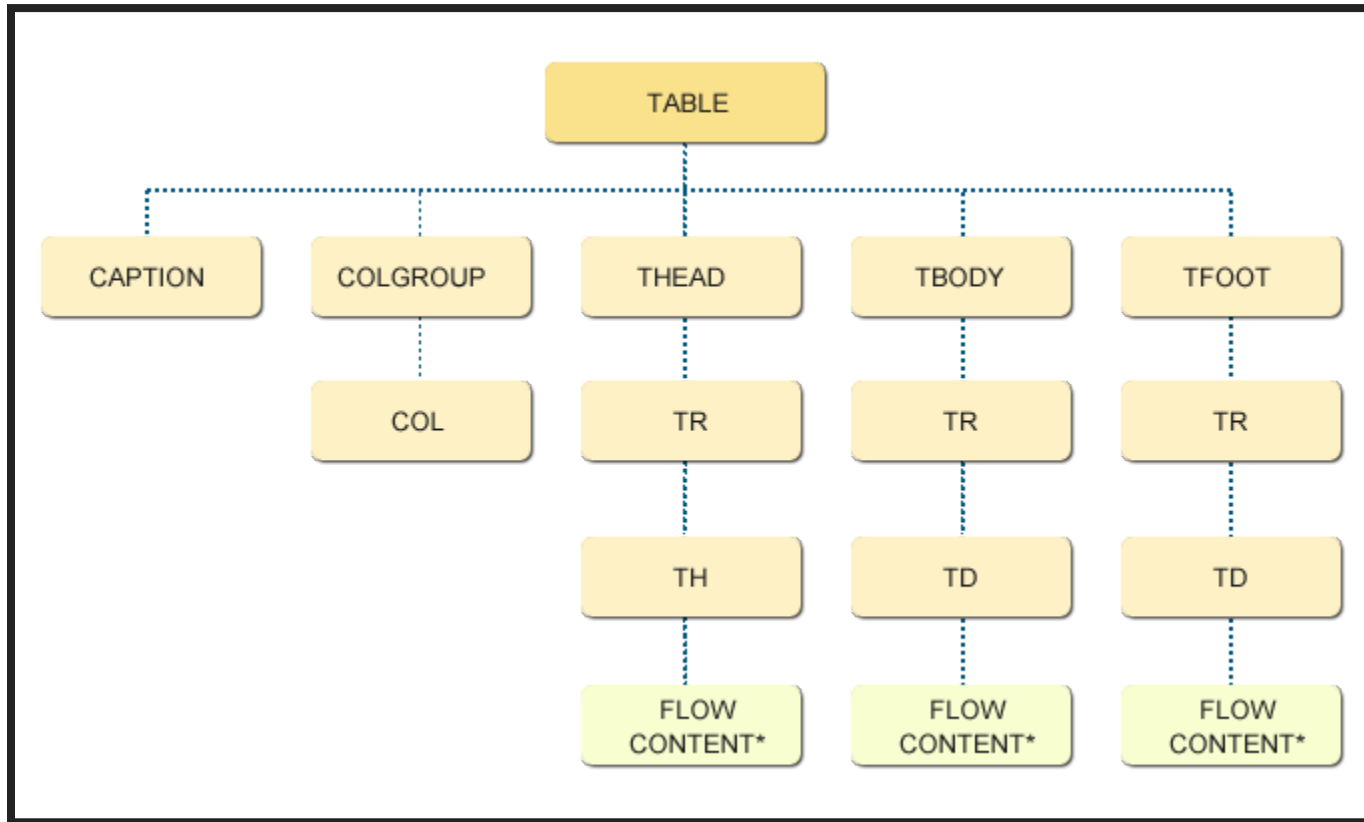 TABLE
CAPTION
COLGROUP
THEAD
TBODY
TFOOT
COL
TR
TR
TR
TH
TD
TD
FLOW
CONTENT*
FLOW
CONTENT*
FLOW
CONTENT*